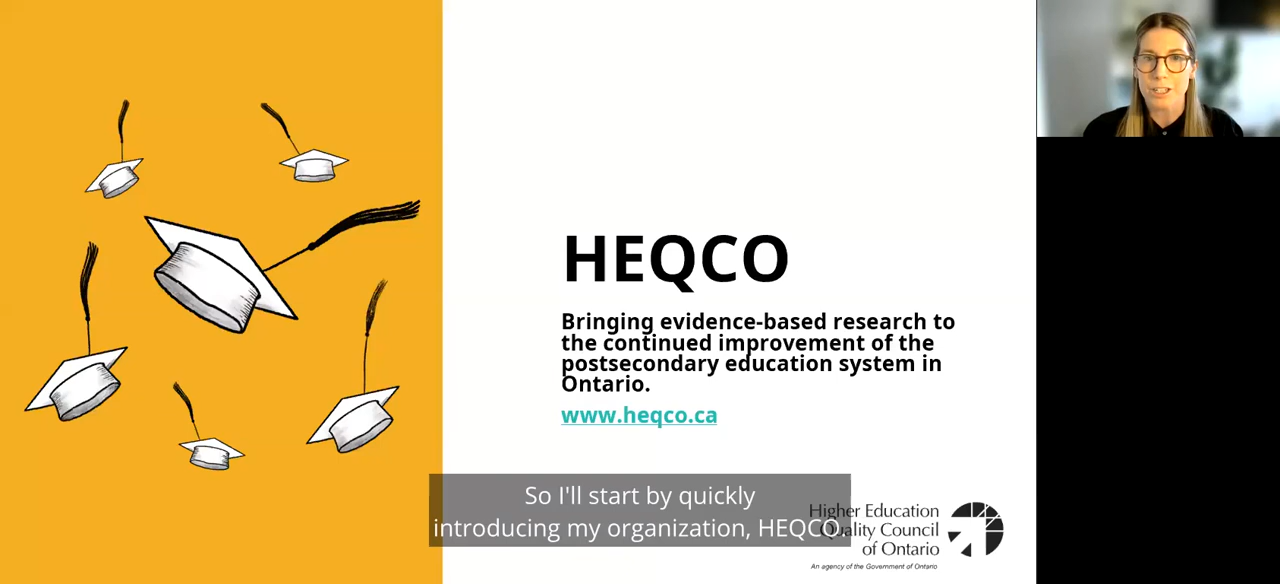 HEQCO
Bringing evidence-based research to
the continued improvement of the
postsecondary education system in
Ontario.
www.heqco.ca
So I'll start by quickly
introducing my organization, HEQCO.
Higher Education
Quality Council
of Ontario
An agency of the Government of Ontario